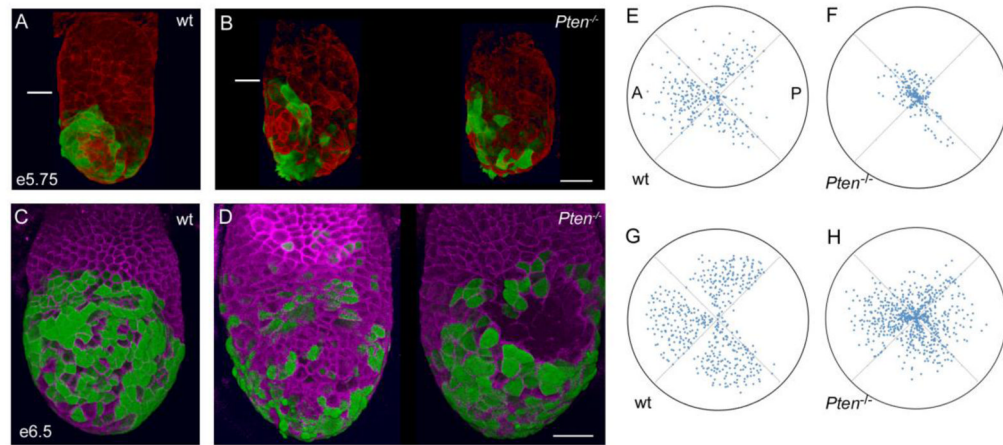 A wt
B Pten-/-
E
F
A P
wt
Pten-/-
e5.75
C wt
D Pten-/-
G
H
wt
Pten-/-
e6.5